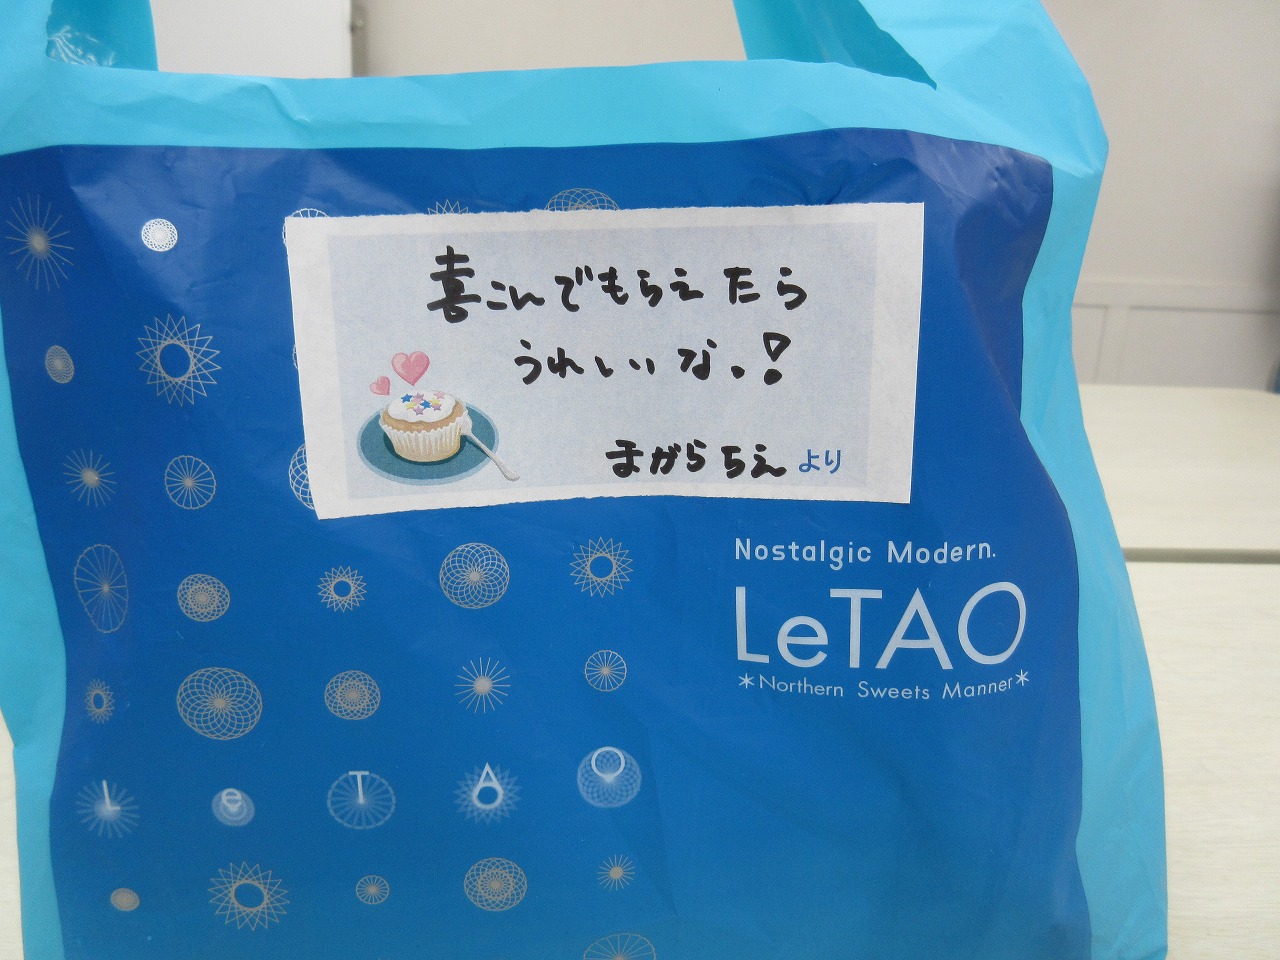 喜こんでもらえたら
うれしいな。!
まがらちえより
Nostalgic Modern.
LeTAO
*Northern Sweets Manner*
LeTAO